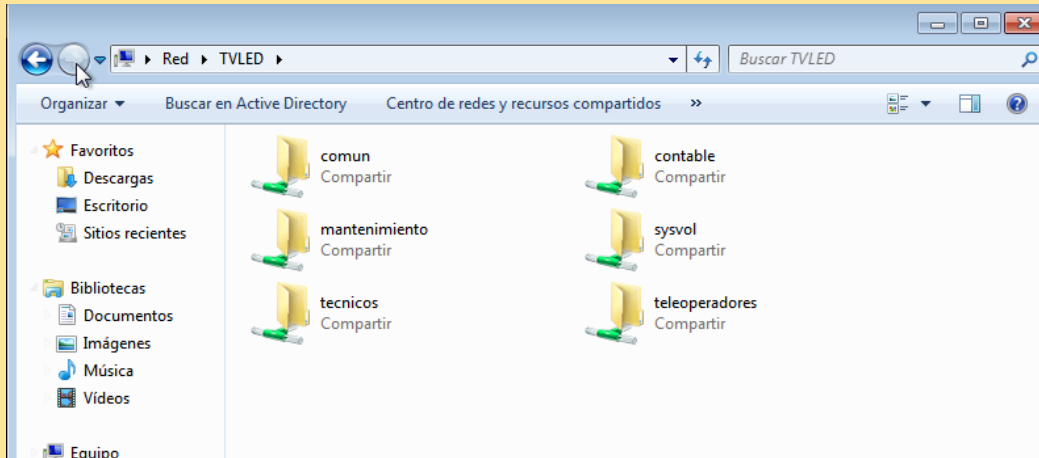 Red TVLED
Buscar TVLED
Organizar Buscar en Active Directory Centro de redes y recursos compartidos »
Favoritos
Descargas
Escritorio
Sitios recientes
Bibliotecas
Documentos
Imágenes
Música
Vídeos
Equipo
comun
Compartir
contable
Compartir
mantenimiento
Compartir
sysvol
Compartir
tecnicos
Compartir
teleoperadores
Compartir